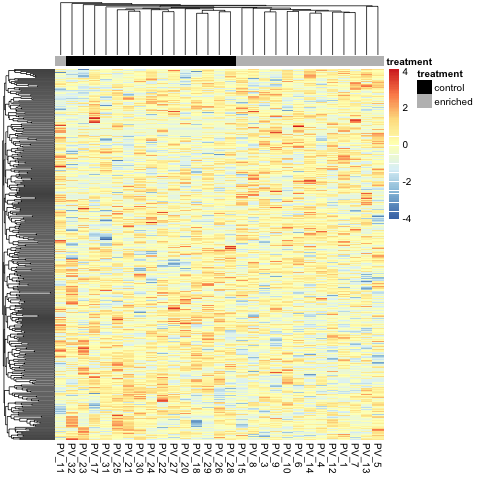 treatment
4
2
0
-2
-4
treatment
control
enriched
PV_11
PV_32
PV_23
PV_17
PV_31
PV_25
PV_21
PV_30
PV_24
PV_22
PV_27
PV_20
PV_18
PV_29
PV_26
PV_28
PV_15
PV_8
PV_3
PV_9
PV_10
PV_6
PV_14
PV_4
PV_12
PV_1
PV_7
PV_13
PV_5